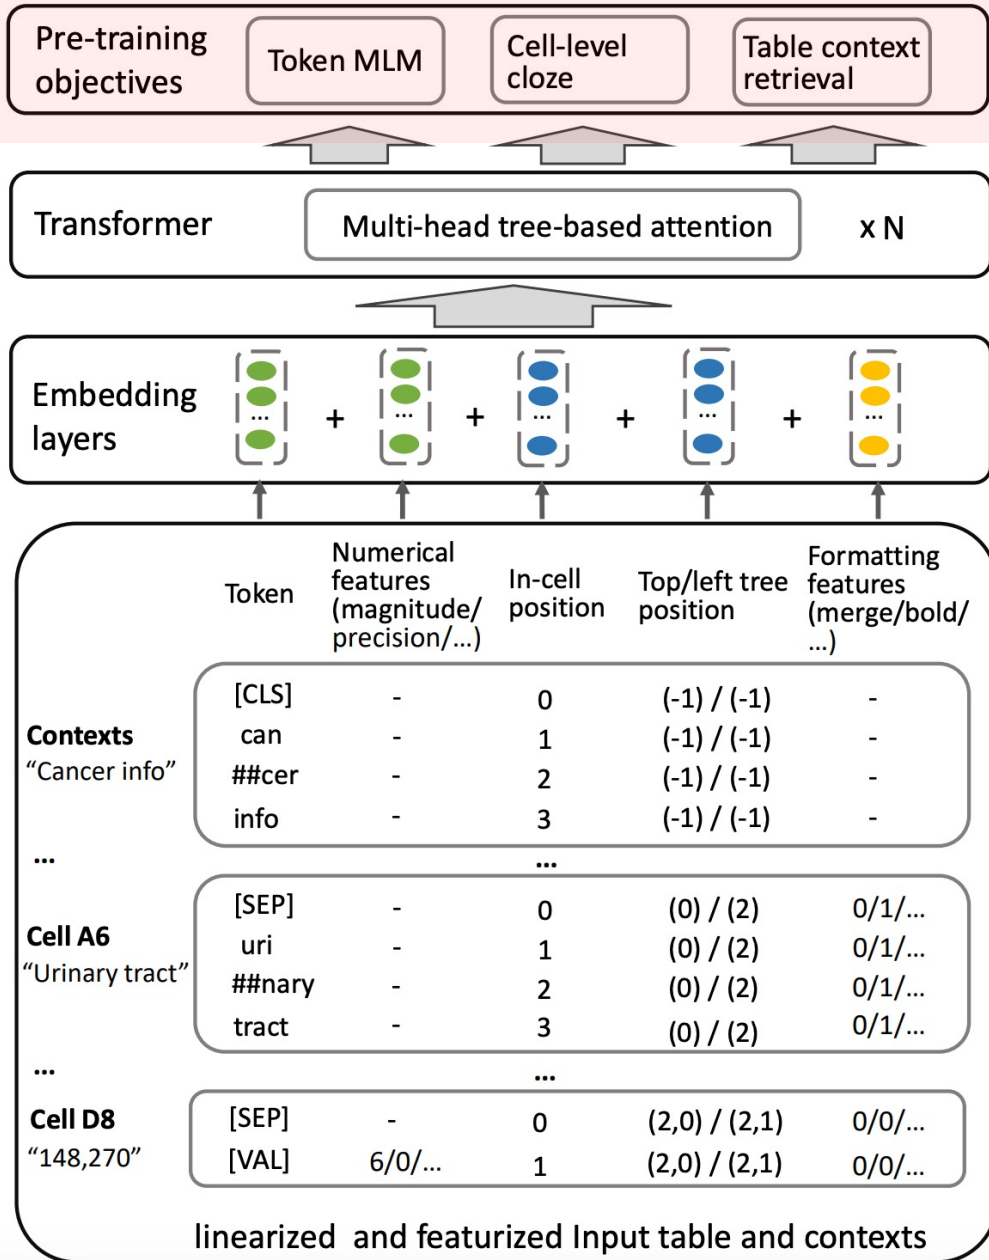 Pre-training
objectives
Token MLM
Cell-level
cloze
Table context
retrieval
Transformer
Multi-head tree-based attention
x N
Embedding
layers
... + ... + ... + ... + ...
Token
Numerical
features
(magnitude/
precision/...)
In-cell
position
Top/left tree
position
Formatting
features
(merge/bold/
...)
Contexts
"Cancer info"
[CLS] - 0 (-1) / (-1) -
can - 1 (-1) / (-1) -
##cer - 2 (-1) / (-1) -
info - 3 (-1) / (-1) -
... ...
Cell A6
"Urinary tract"
[SEP] - 0 (0) / (2) 0/1/...
uri - 1 (0) / (2) 0/1/...
##nary - 2 (0) / (2) 0/1/...
tract - 3 (0) / (2) 0/1/...
... ...
Cell D8
"148,270"
[SEP] - 0 (2,0) / (2,1) 0/0/...
[VAL] 6/0/... 1 (2,0) / (2,1) 0/0/...
linearized and featurized Input table and contexts